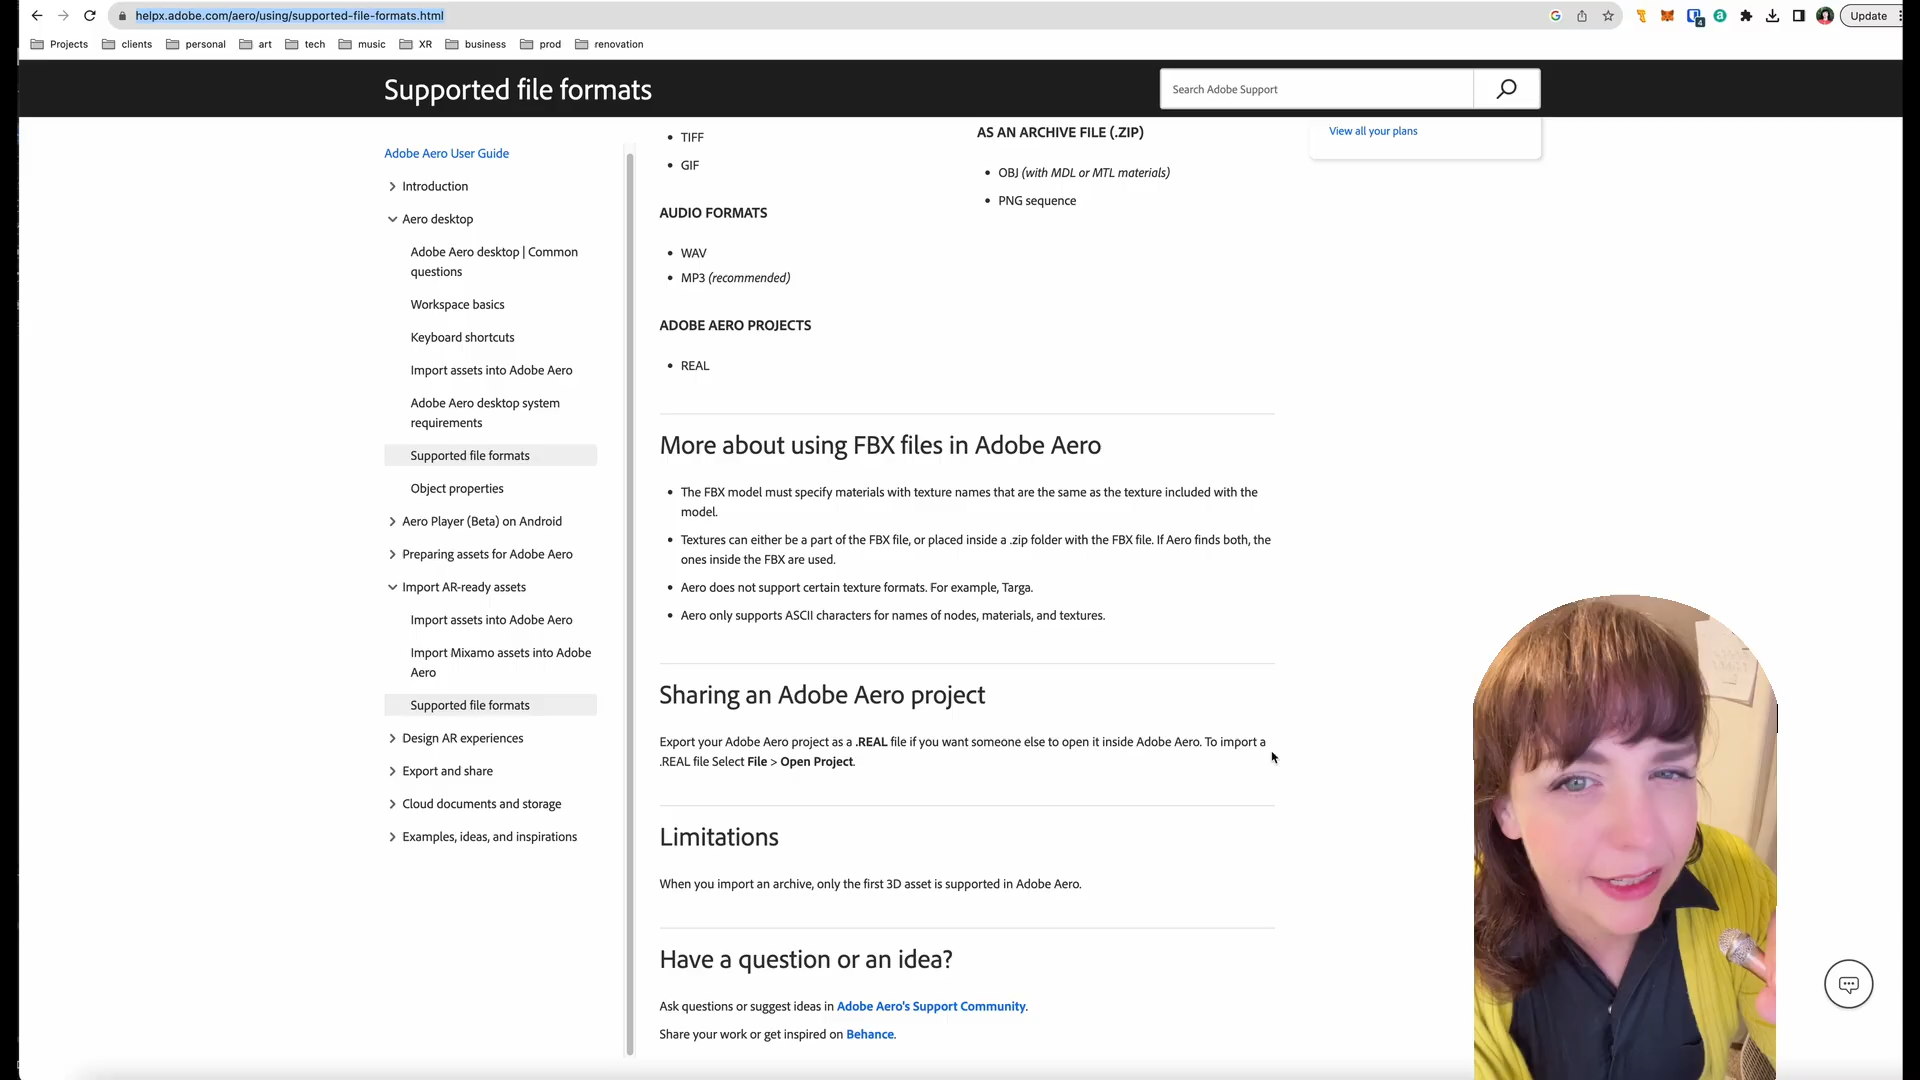 helpx.adobe.com/aero/using/supported-file-formats.html
4
Update
Projects
clients
personal
art
tech
music
XR
business
prod
renovation
Supported file formats
Search Adobe Support
Adobe Aero User Guide
Introduction
Aero desktop
Adobe Aero desktop | Common
questions
Workspace basics
Keyboard shortcuts
Import assets into Adobe Aero
Adobe Aero desktop system
requirements
Supported file formats
Object properties
Aero Player (Beta) on Android
Preparing assets for Adobe Aero
Import AR-ready assets
Import assets into Adobe Aero
Import Mixamo assets into Adobe
Aero
Supported file formats
Design AR experiences
Export and share
Cloud documents and storage
Examples, ideas, and inspirations
TIFF
GIF
AUDIO FORMATS
WAV
MP3 (recommended)
ADOBE AERO PROJECTS
REAL
AS AN ARCHIVE FILE (.ZIP)
OBJ (with MDL or MTL materials)
PNG sequence
View all your plans
More about using FBX files in Adobe Aero
The FBX model must specify materials with texture names that are the same as the texture included with the
model.
Textures can either be a part of the FBX file, or placed inside a .zip folder with the FBX file. If Aero finds both, the
ones inside the FBX are used.
Aero does not support certain texture formats. For example, Targa.
Aero only supports ASCII characters for names of nodes, materials, and textures.
Sharing an Adobe Aero project
Export your Adobe Aero project as a .REAL file if you want someone else to open it inside Adobe Aero. To import a
.REAL file Select File > Open Project.
Limitations
When you import an archive, only the first 3D asset is supported in Adobe Aero.
Have a question or an idea?
Ask questions or suggest ideas in Adobe Aero's Support Community.
Share your work or get inspired on Behance.